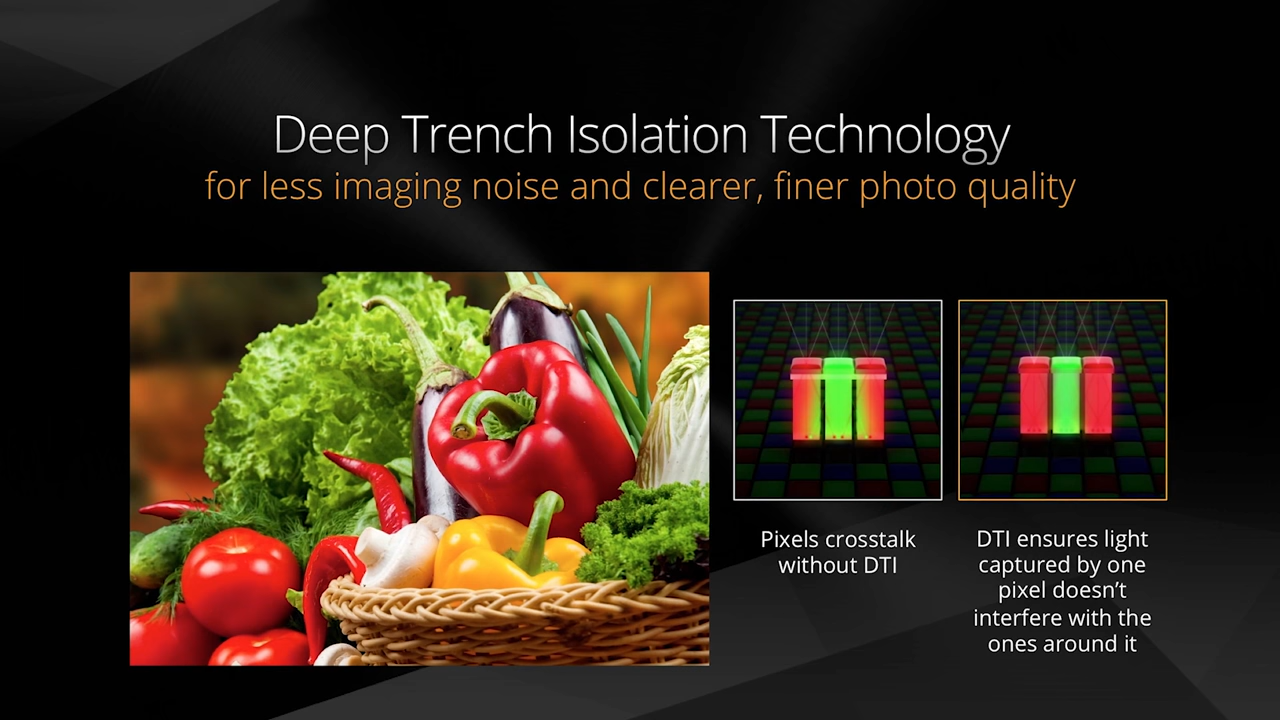 Deep Trench Isolation Technology
for less imaging noise and clearer, finer photo quality
Pixels crosstalk
without DTI
DTI ensures light
captured by one
pixel doesn’t
interfere with the
ones around it